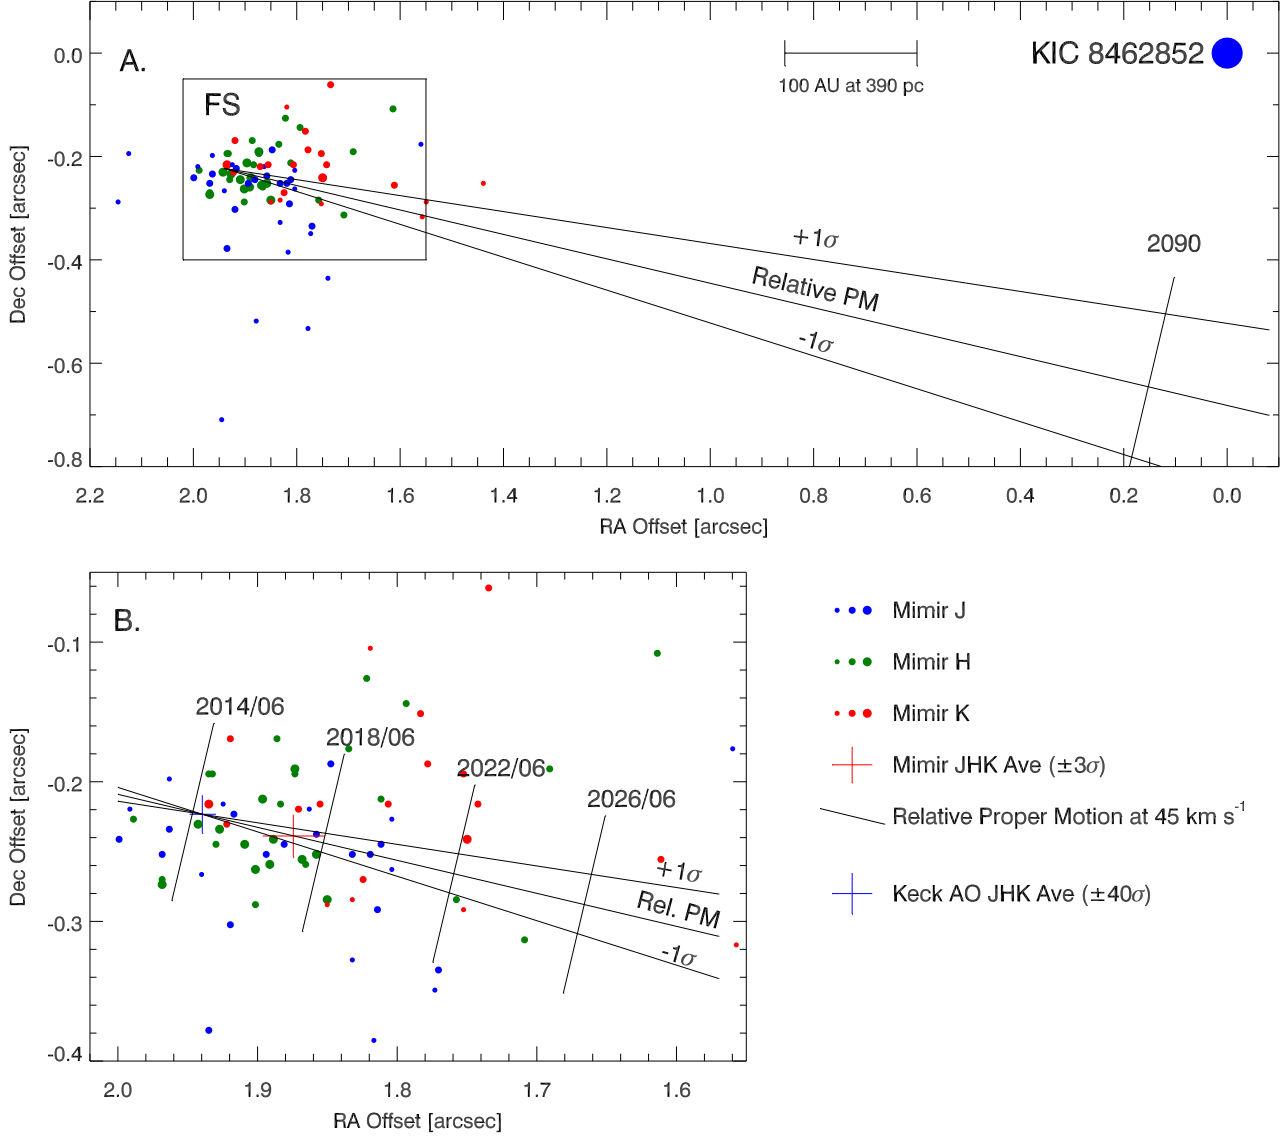 A.
FS
100 AU at 390 pc
KIC 8462852
+1σ
Relative PM
-1σ
2090
0.0
-0.2
-0.4
-0.6
-0.8
Dec Offset [arcsec]
2.2 2.0 1.8 1.6 1.4 1.2 1.0 0.8 0.6 0.4 0.2 0.0
RA Offset [arcsec]
B.
2014/06
2018/06
2022/06
2026/06
+1σ
Rel. PM
-1σ
-0.1
-0.2
-0.3
-0.4
Dec Offset [arcsec]
2.0 1.9 1.8 1.7 1.6
RA Offset [arcsec]
Mimir J
Mimir H
Mimir K
Mimir JHK Ave (±3σ)
Relative Proper Motion at 45 km s⁻¹
Keck AO JHK Ave (±40σ)